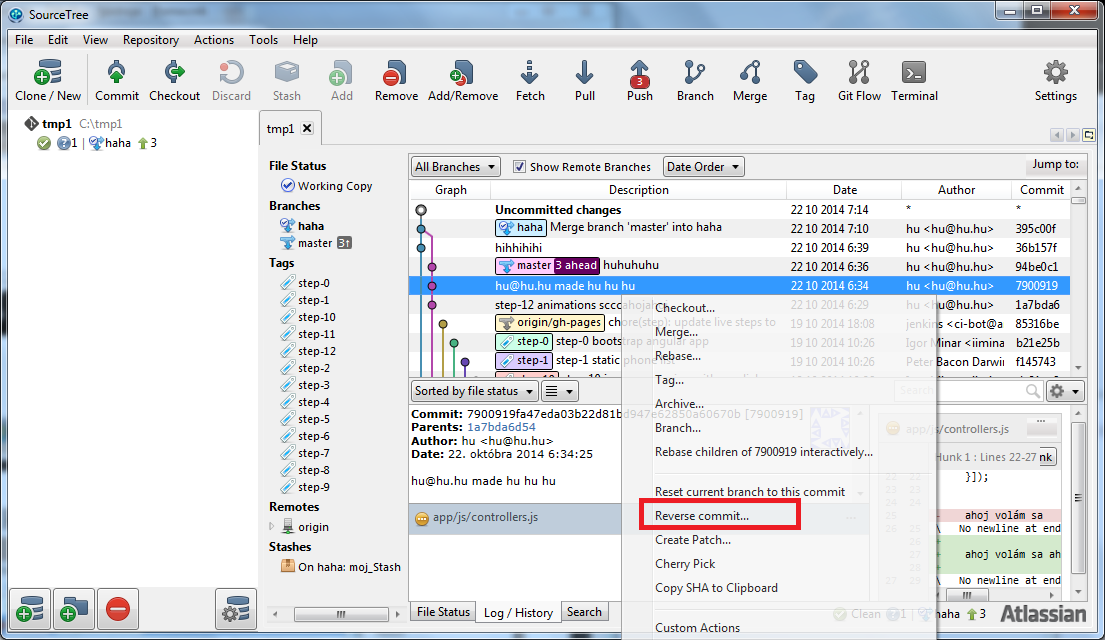 SourceTree
File Edit View Repository Actions Tools Help
Clone / New Commit Checkout Discard Stash Add Remove Add/Remove Fetch Pull 3 Push Branch Merge Tag Git Flow Terminal Settings
tmp1 C:\tmp1
1 | haha 3
tmp1
File Status
Working Copy
Branches
haha
master 3↑
Tags
step-0
step-1
step-10
step-11
step-12
step-2
step-3
step-4
step-5
step-6
step-7
step-8
step-9
Remotes
origin
Stashes
On haha: moj_Stash
All Branches Show Remote Branches Date Order Jump to:
Graph Description Date Author Commit
Uncommitted changes 22 10 2014 7:14 * *
haha Merge branch 'master' into haha 22 10 2014 7:10 hu <hu@hu.hu> 395c00f
hihhihihi 22 10 2014 6:39 hu <hu@hu.hu> 36b157f
master 3 ahead huhuhuhu 22 10 2014 6:36 hu <hu@hu.hu> 94be0c1
hu@hu.hu made hu hu hu 22 10 2014 6:34 hu <hu@hu.hu> 7900919
step-12 animations scccahojahoj 22 10 2014 6:29 hu <hu@hu.hu> 1a7bda6
origin/gh-pages chore(step): update live steps to 19 10 2014 18:08 jenkins <ci-bot@a 85316be
step-0 step-0 bootstrap angular app 19 10 2014 10:26 Igor Minar <iimina b21e25b
step-1 step-1 static phone list 19 10 2014 10:26 Peter Bacon Darwin f145743
Sorted by file status Search
Commit: 7900919fa47eda03b22d81bd947e62850a60670b [7900919]
Parents: 1a7bda6d54
Author: hu <hu@hu.hu>
Date: 22. októbra 2014 6:34:25
hu@hu.hu made hu hu hu
app/js/controllers.js
Checkout...
Merge...
Rebase...
Tag...
Archive...
Branch...
Rebase children of 7900919 interactively...
Reset current branch to this commit
Reverse commit...
Create Patch...
Cherry Pick
Copy SHA to Clipboard
Custom Actions
app/js/controllers.js
Hunk 1 : Lines 22-27 nk
22 22 }]);
23 23
24 24
25 - ahoj volám sa
\ No newline at end
+
+ ahoj volám sa ah
\ No newline at end
File Status Log / History Search
Clean 1 haha 3 Atlassian